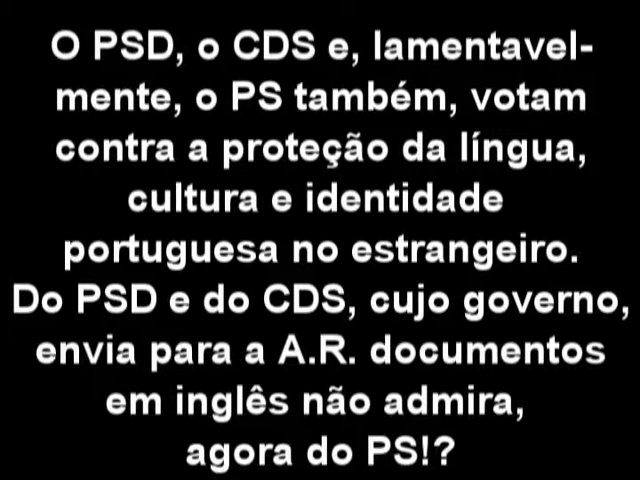 O PSD, o CDS e, lamentavel-
mente, o PS também, votam
contra a proteção da língua,
cultura e identidade
portuguesa no estrangeiro.
Do PSD e do CDS, cujo governo,
envia para a A.R. documentos
em inglês não admira,
agora do PS!?